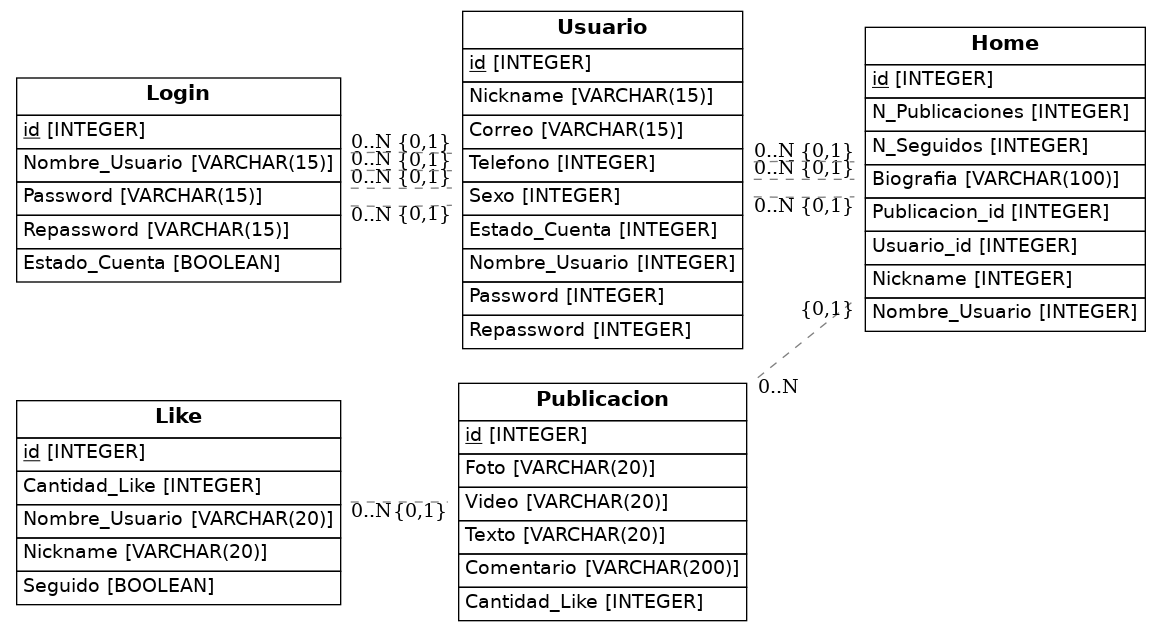 Login
id [INTEGER]
Nombre_Usuario [VARCHAR(15)]
Password [VARCHAR(15)]
Repassword [VARCHAR(15)]
Estado_Cuenta [BOOLEAN]
0..N {0,1}
0..N {0,1}
0..N {0,1}
0..N {0,1}
Usuario
id [INTEGER]
Nickname [VARCHAR(15)]
Correo [VARCHAR(15)]
Telefono [INTEGER]
Sexo [INTEGER]
Estado_Cuenta [INTEGER]
Nombre_Usuario [INTEGER]
Password [INTEGER]
Repassword [INTEGER]
0..N {0,1}
0..N {0,1}
0..N {0,1}
Home
id [INTEGER]
N_Publicaciones [INTEGER]
N_Seguidos [INTEGER]
Biografia [VARCHAR(100)]
Publicacion_id [INTEGER]
Usuario_id [INTEGER]
Nickname [INTEGER]
Nombre_Usuario [INTEGER]
{0,1}
0..N
Like
id [INTEGER]
Cantidad_Like [INTEGER]
Nombre_Usuario [VARCHAR(20)]
Nickname [VARCHAR(20)]
Seguido [BOOLEAN]
0..N {0,1}
Publicacion
id [INTEGER]
Foto [VARCHAR(20)]
Video [VARCHAR(20)]
Texto [VARCHAR(20)]
Comentario [VARCHAR(200)]
Cantidad_Like [INTEGER]